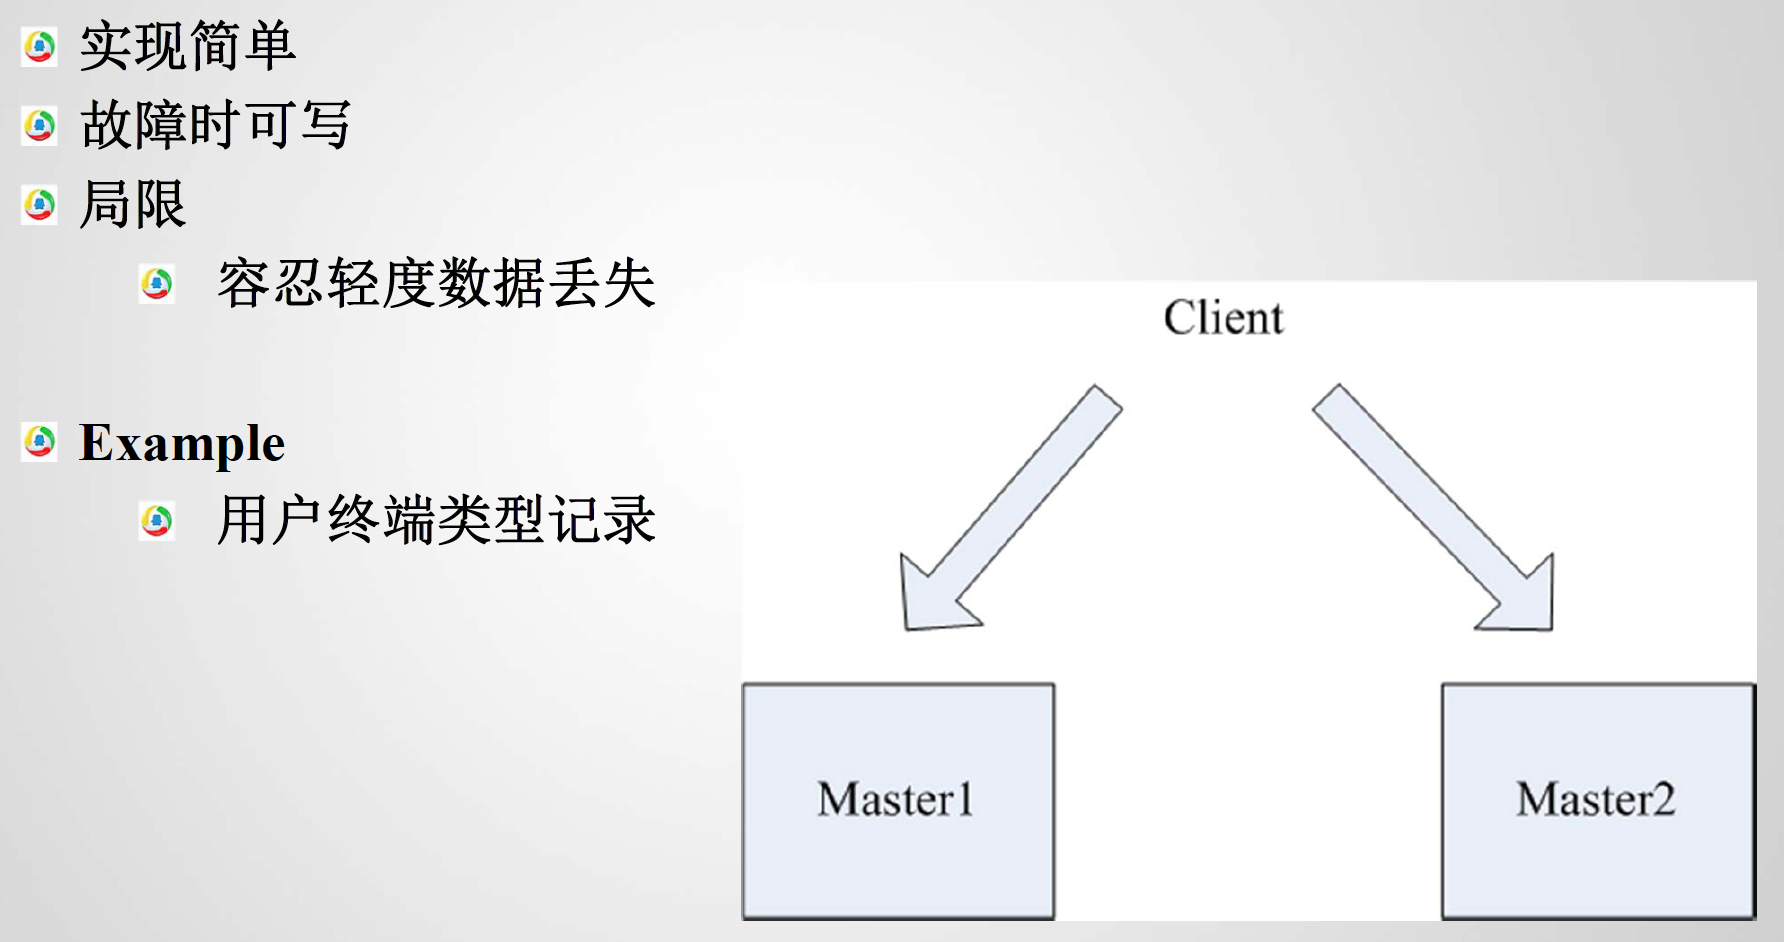 实现简单
故障时可写
局限
容忍轻度数据丢失
Example
用户终端类型记录
Client
Master1
Master2